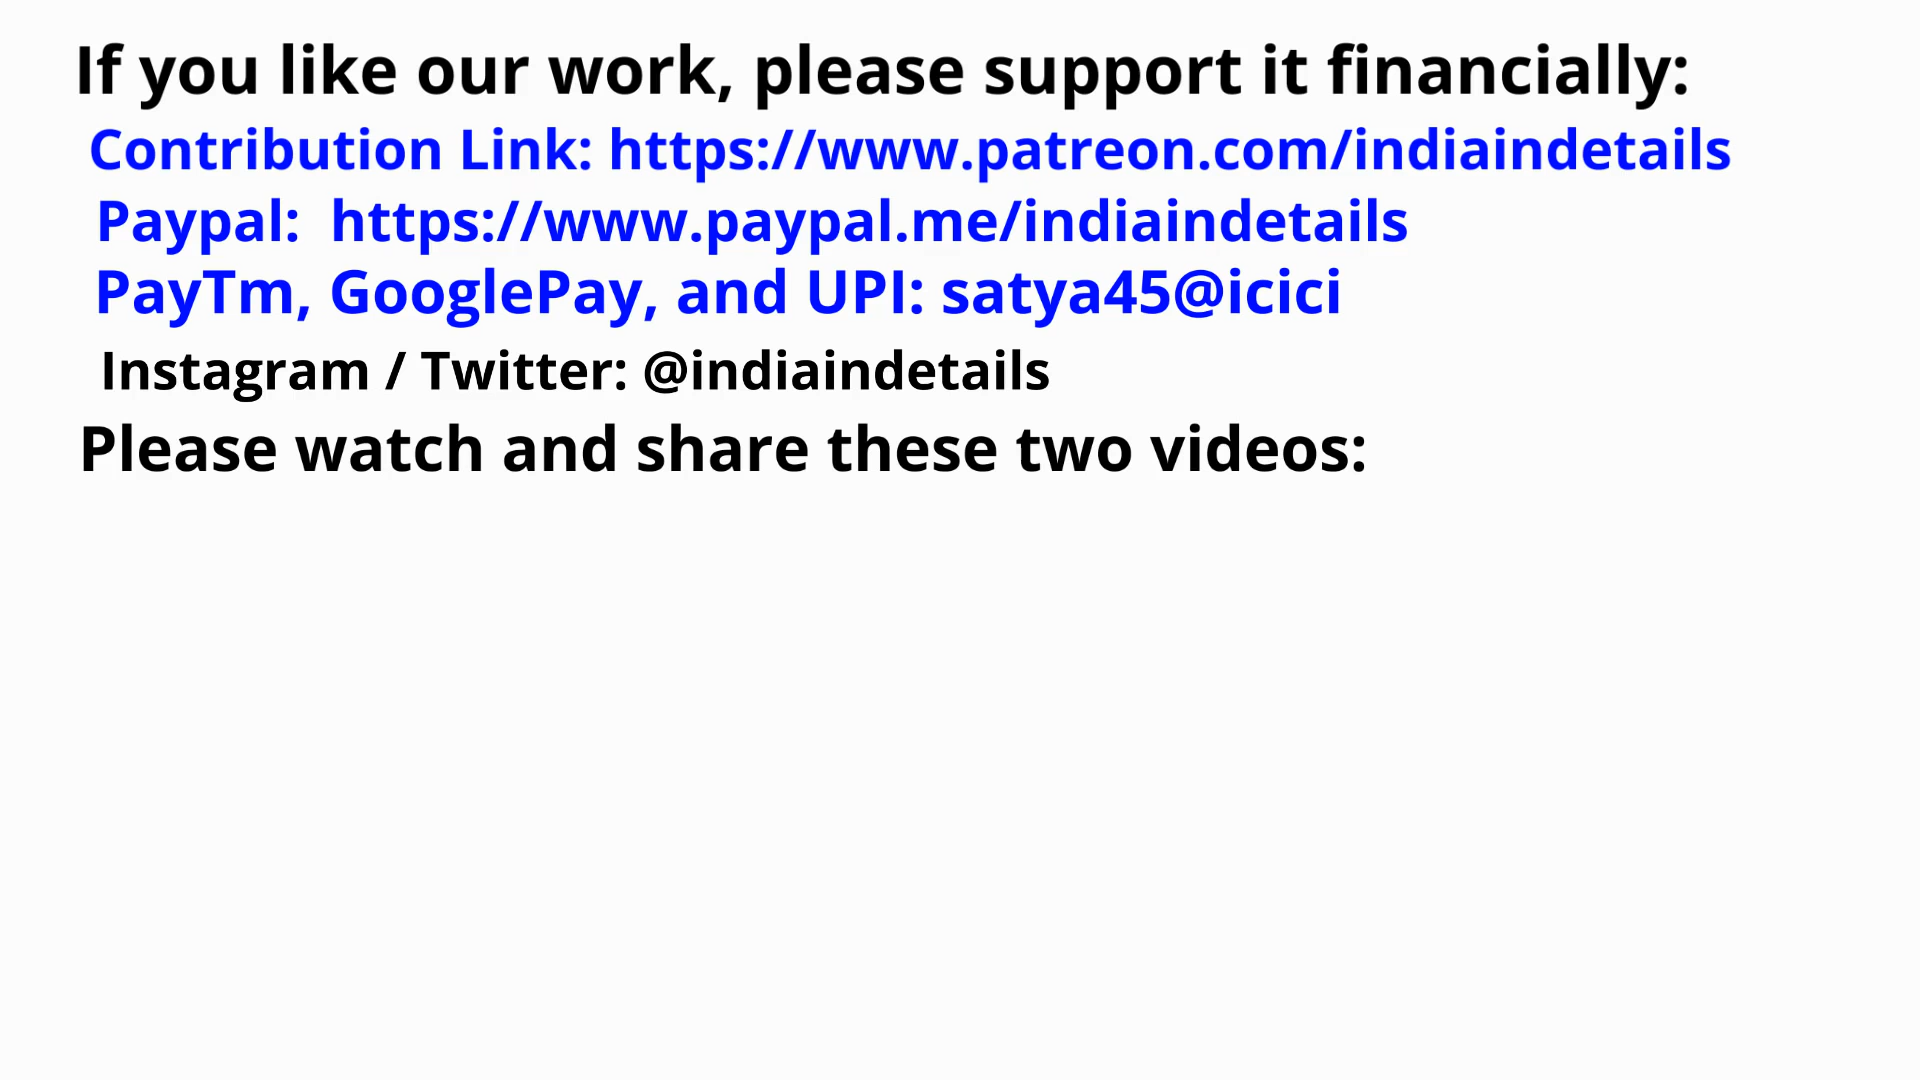 If you like our work, please support it financially:
Contribution Link: https://www.patreon.com/indiaindetails
Paypal: https://www.paypal.me/indiaindetails
PayTm, GooglePay, and UPI: satya45@icici
Instagram / Twitter: @indiaindetails
Please watch and share these two videos: